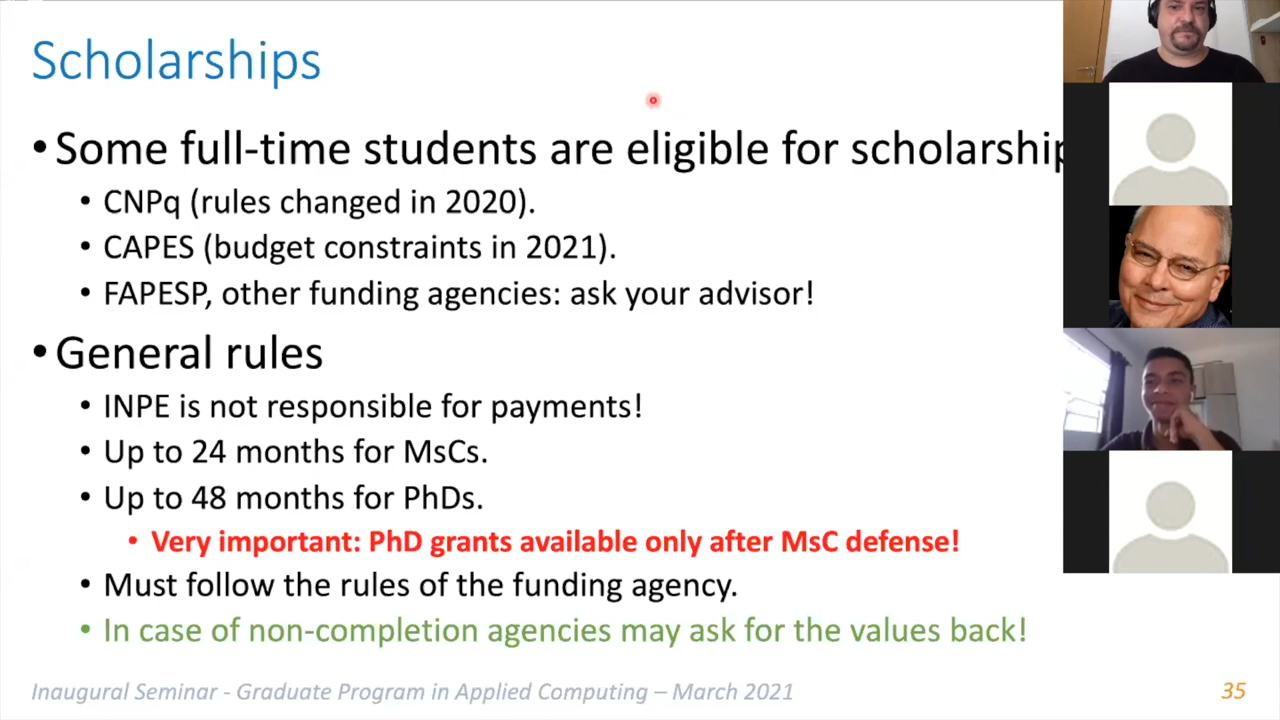 Scholarships
• Some full-time students are eligible for scholarship
• CNPq (rules changed in 2020).
• CAPES (budget constraints in 2021).
• FAPESP, other funding agencies: ask your advisor!
• General rules
• INPE is not responsible for payments!
• Up to 24 months for MsCs.
• Up to 48 months for PhDs.
• Very important: PhD grants available only after MsC defense!
• Must follow the rules of the funding agency.
• In case of non-completion agencies may ask for the values back!
Inaugural Seminar - Graduate Program in Applied Computing – March 2021
35